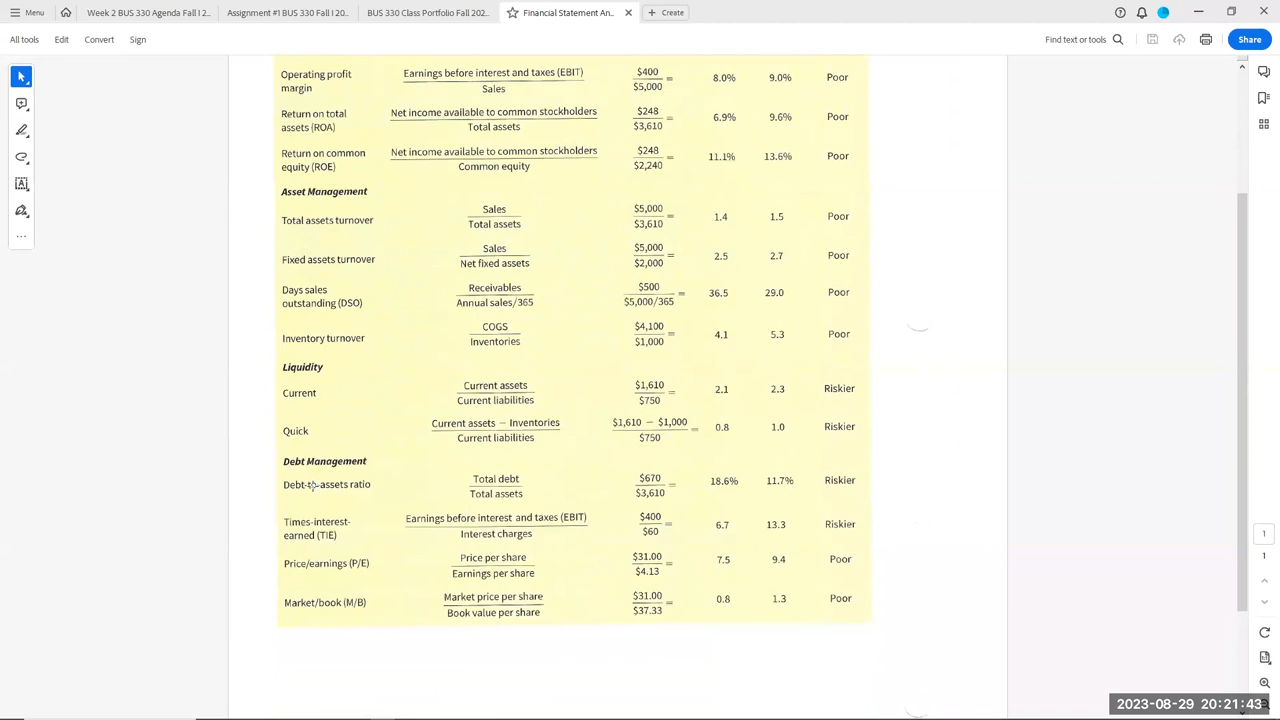 Menu
Week 2 BUS 330 Agenda Fall I 2...
Assignment #1 BUS 330 Fall I 20...
BUS 330 Class Portfolio Fall 202...
Financial Statement An...
+ Create
All tools Edit Convert Sign
Find text or tools
Share
Operating profit margin Earnings before interest and taxes (EBIT) / Sales $400 / $5,000 = 8.0% 9.0% Poor
Return on total assets (ROA) Net income available to common stockholders / Total assets $248 / $3,610 = 6.9% 9.6% Poor
Return on common equity (ROE) Net income available to common stockholders / Common equity $248 / $2,240 = 11.1% 13.6% Poor
Asset Management
Total assets turnover Sales / Total assets $5,000 / $3,610 = 1.4 1.5 Poor
Fixed assets turnover Sales / Net fixed assets $5,000 / $2,000 = 2.5 2.7 Poor
Days sales outstanding (DSO) Receivables / Annual sales/365 $500 / $5,000/365 = 36.5 29.0 Poor
Inventory turnover COGS / Inventories $4,100 / $1,000 = 4.1 5.3 Poor
Liquidity
Current Current assets / Current liabilities $1,610 / $750 = 2.1 2.3 Riskier
Quick Current assets − Inventories / Current liabilities $1,610 − $1,000 / $750 = 0.8 1.0 Riskier
Debt Management
Debt-to-assets ratio Total debt / Total assets $670 / $3,610 = 18.6% 11.7% Riskier
Times-interest-earned (TIE) Earnings before interest and taxes (EBIT) / Interest charges $400 / $60 = 6.7 13.3 Riskier
Price/earnings (P/E) Price per share / Earnings per share $31.00 / $4.13 = 7.5 9.4 Poor
Market/book (M/B) Market price per share / Book value per share $31.00 / $37.33 = 0.8 1.3 Poor
1
1
2023-08-29 20:21:43